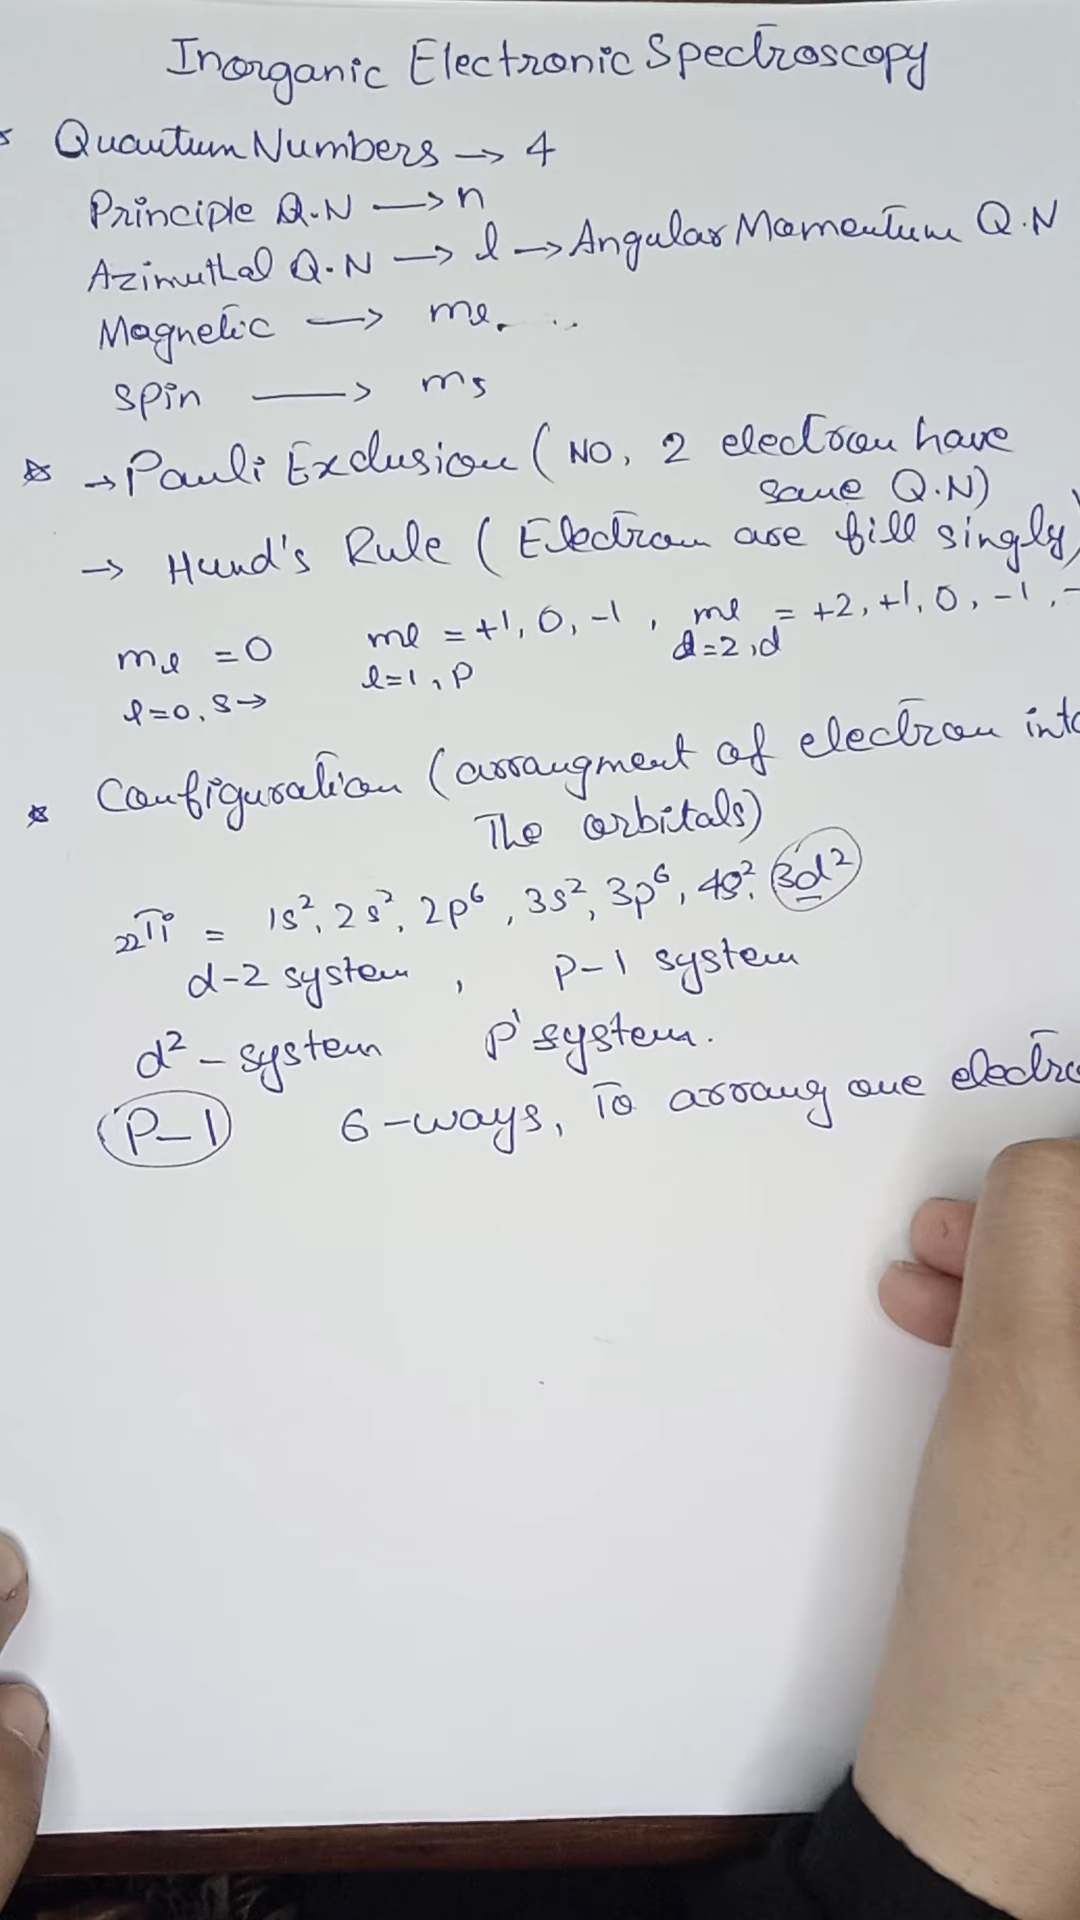 Inorganic Electronic Spectroscopy
Quantum Numbers → 4
Principle Q.N → n
Azimuthal Q.N → l → Angular Momentum Q.N
Magnetic → ml
Spin → ms
→ Pauli Exclusion (NO, 2 electron have
same Q.N)
→ Hund's Rule (Electron are fill singly)
ml = 0 ml = +1, 0, -1, ml = +2, +1, 0, -1, -
l=0, s→ l=1, p l=2, d
Configuration (arrangment of electron into
The orbitals)
22Ti = 1s², 2s², 2p⁶, 3s², 3p⁶, 4s², 3d²
d-2 system, P-1 system
d² - system P¹ system.
P-1 6-ways, To arrang one electro